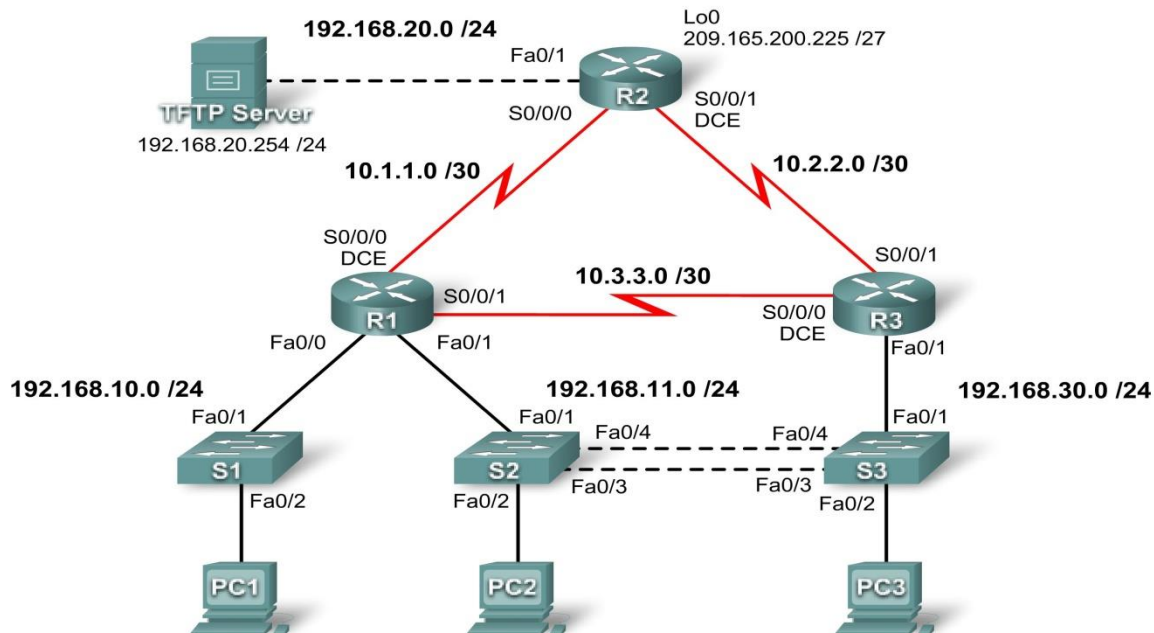 Lo0
209.165.200.225 /27
192.168.20.0 /24
Fa0/1
R2
TFTP Server
192.168.20.254 /24
S0/0/0
S0/0/1
DCE
10.1.1.0 /30
10.2.2.0 /30
S0/0/0
DCE
S0/0/1
10.3.3.0 /30
S0/0/1
R1
S0/0/0
DCE
R3
Fa0/0
Fa0/1
Fa0/1
192.168.10.0 /24
192.168.11.0 /24
192.168.30.0 /24
Fa0/1
Fa0/1
Fa0/4
Fa0/4
Fa0/1
S1
S2
S3
Fa0/2
Fa0/2
Fa0/3
Fa0/3
Fa0/2
PC1
PC2
PC3